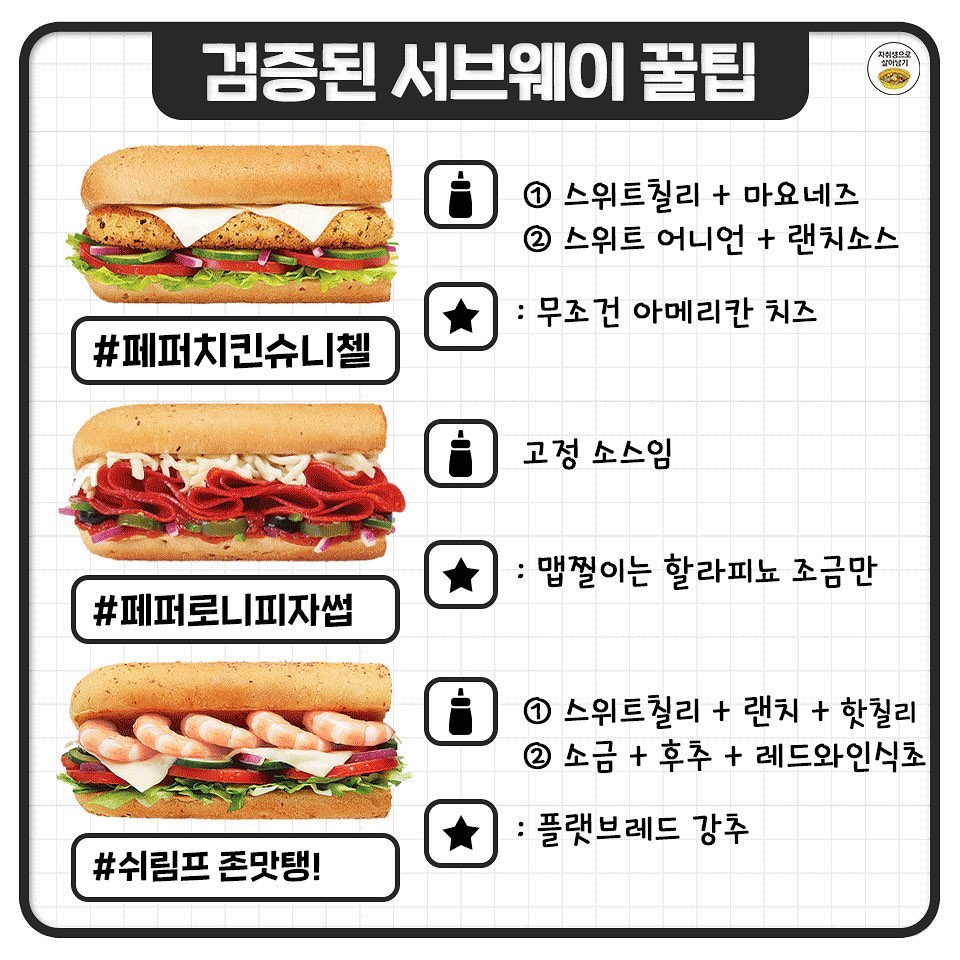 검증된 서브웨이 꿀팁
자취생으로
살아남기
① 스위트칠리 + 마요네즈
② 스위트 어니언 + 랜치소스
: 무조건 아메리칸 치즈
#페퍼치킨슈니첼
고정 소스임
: 맵찔이는 할라피뇨 조금만
#페퍼로니피자썹
① 스위트칠리 + 랜치 + 핫칠리
② 소금 + 후추 + 레드와인식초
: 플랫브레드 강추
#쉬림프 존맛탱!